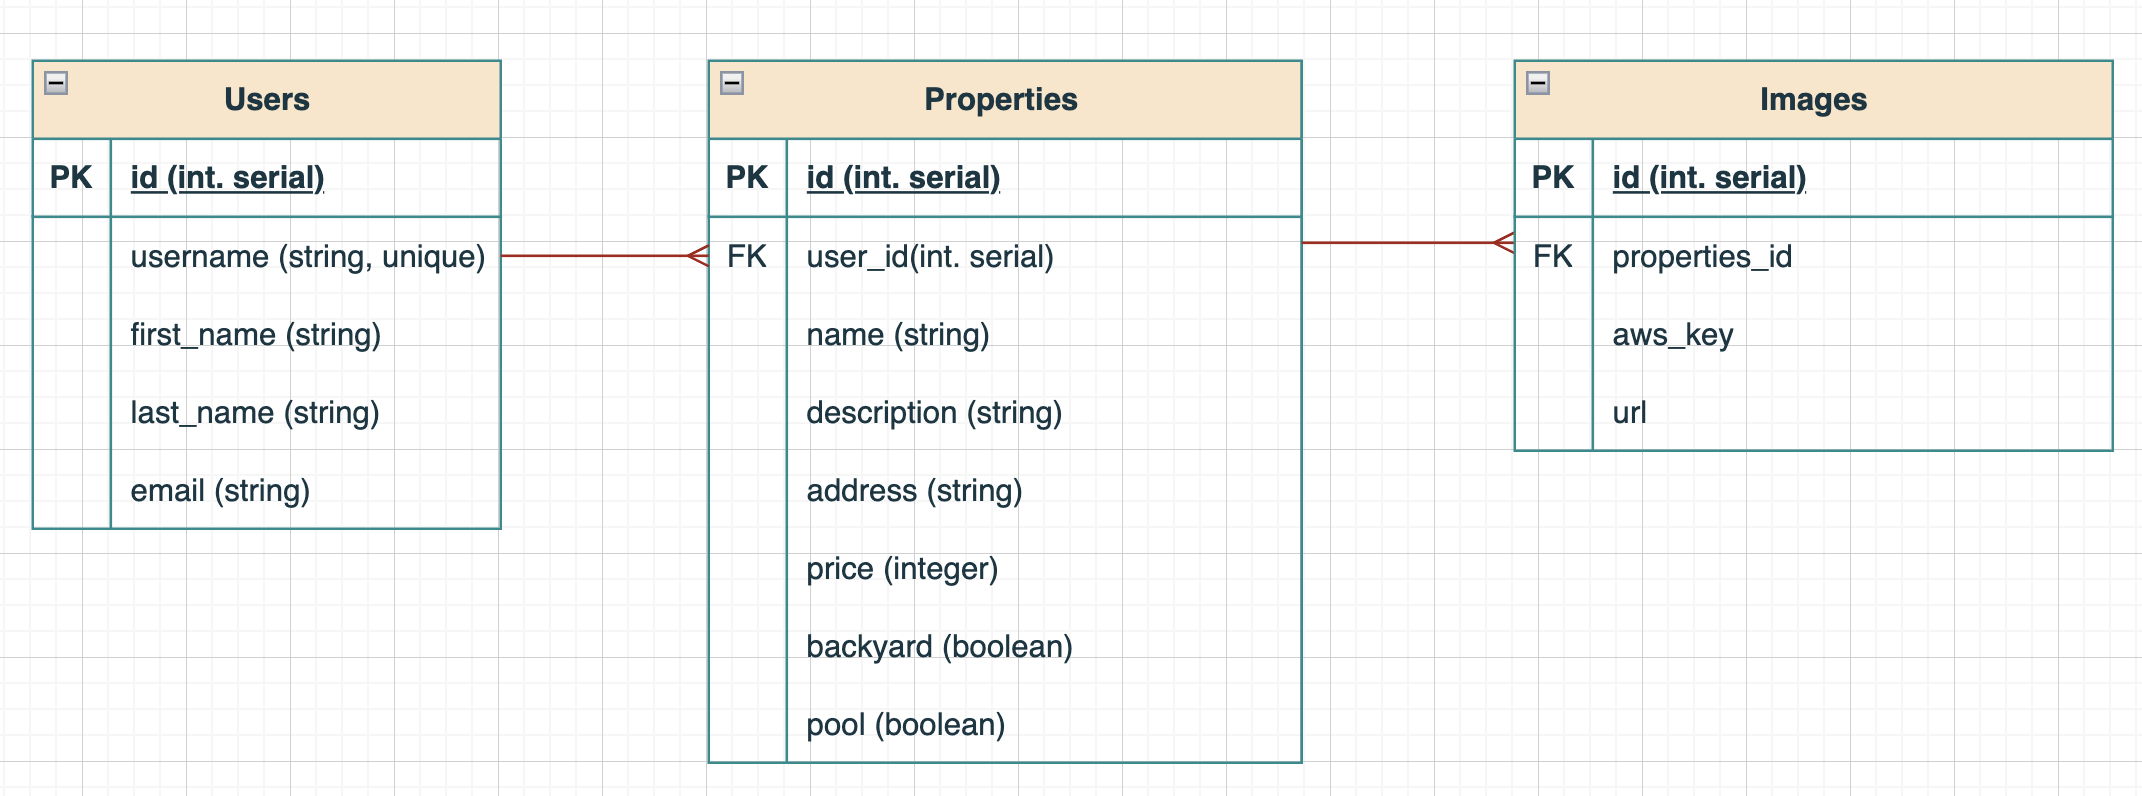 Users
PK id (int. serial)
username (string, unique)
first_name (string)
last_name (string)
email (string)
Properties
PK id (int. serial)
FK user_id(int. serial)
name (string)
description (string)
address (string)
price (integer)
backyard (boolean)
pool (boolean)
Images
PK id (int. serial)
FK properties_id
aws_key
url